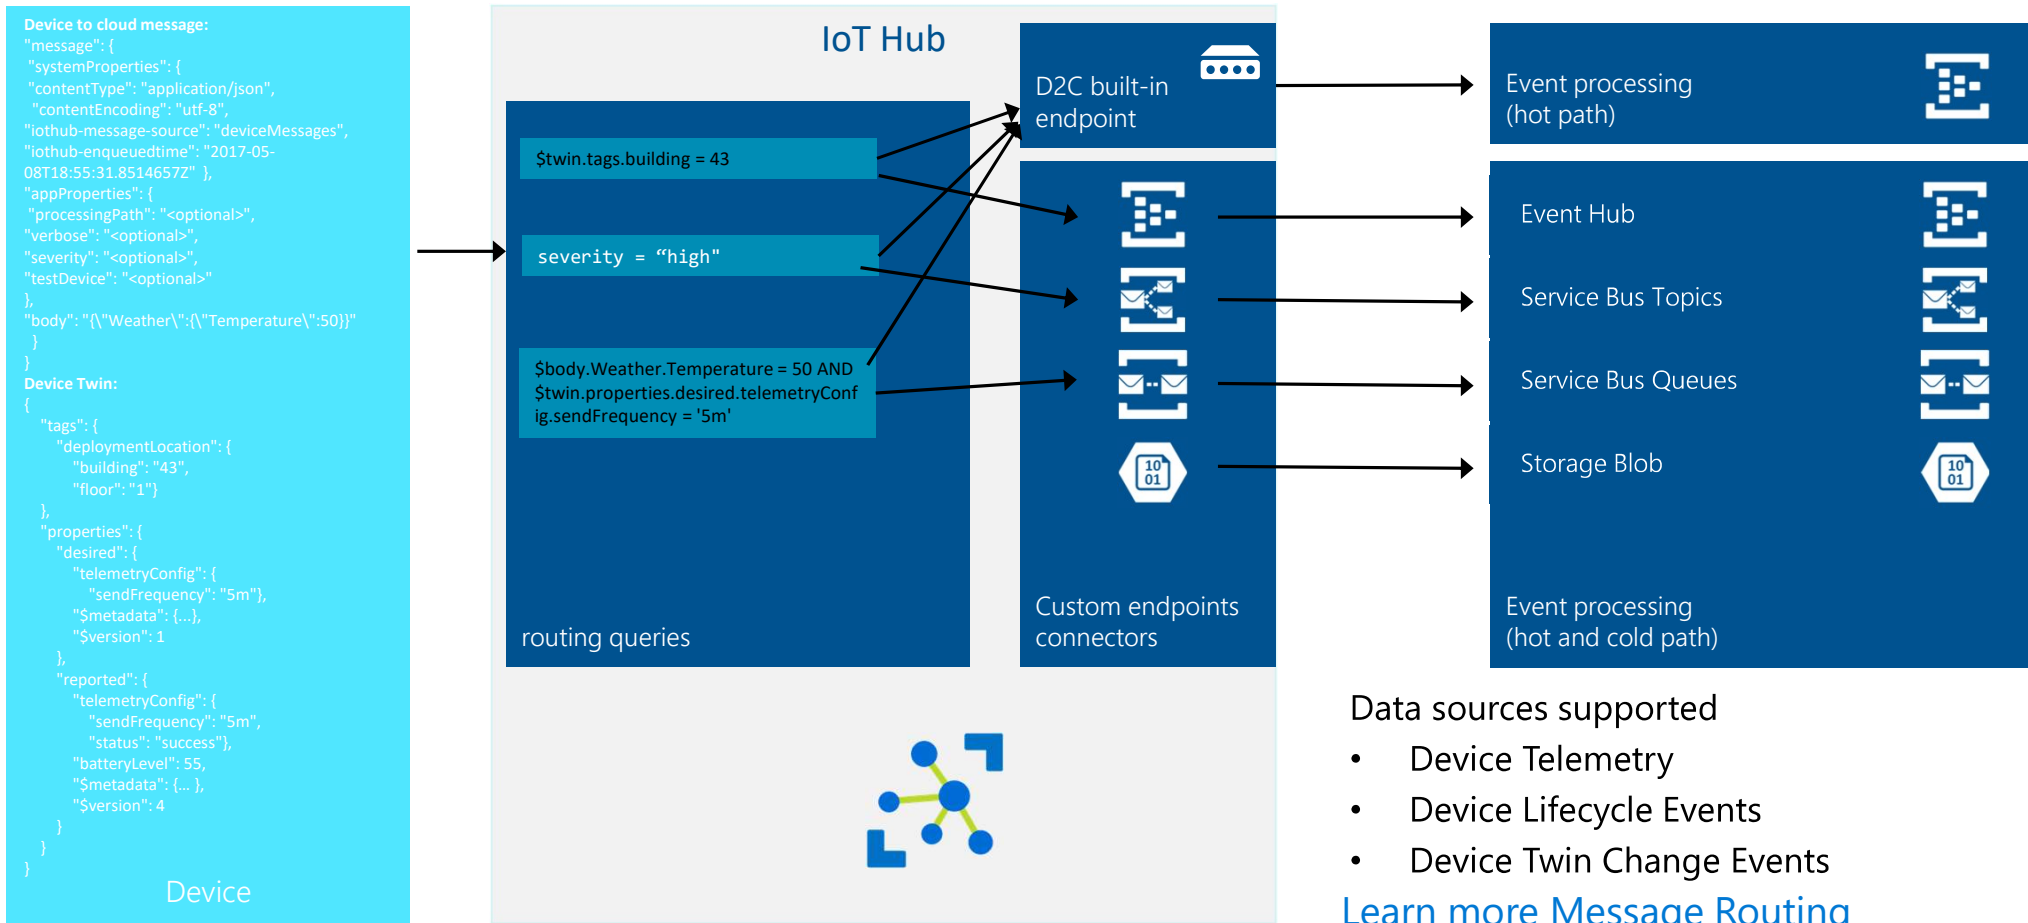 Device to cloud message:
"message": {
"systemProperties": {
"contentType": "application/json",
"contentEncoding": "utf-8",
"iothub-message-source": "deviceMessages",
"iothub-enqueuedtime": "2017-05-
08T18:55:31.8514657Z" },
"appProperties": {
"processingPath": "<optional>",
"verbose": "<optional>",
"severity": "<optional>",
"testDevice": "<optional>"
},
"body": "{\"Weather\":{\"Temperature\":50}}"
}
}
Device Twin:
{
"tags": {
"deploymentLocation": {
"building": "43",
"floor": "1"}
},
"properties": {
"desired": {
"telemetryConfig": {
"sendFrequency": "5m"},
"$metadata": {...},
"$version": 1
},
"reported": {
"telemetryConfig": {
"sendFrequency": "5m",
"status": "success"},
"batteryLevel": 55,
"$metadata": {... },
"$version": 4
}
}
}
Device
IoT Hub
$twin.tags.building = 43
severity = “high"
$body.Weather.Temperature = 50 AND
$twin.properties.desired.telemetryConf
ig.sendFrequency = '5m'
routing queries
D2C built-in
endpoint
10
01
Custom endpoints
connectors
Event processing
(hot path)
Event Hub
Service Bus Topics
Service Bus Queues
Storage Blob
10
01
Event processing
(hot and cold path)
Data sources supported
• Device Telemetry
• Device Lifecycle Events
• Device Twin Change Events
Learn more Message Routing